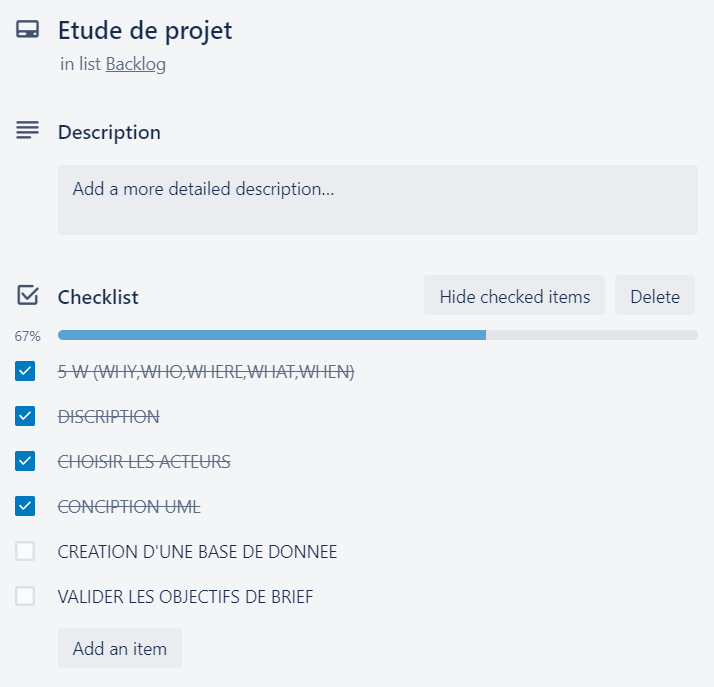 Etude de projet
in list Backlog
Description
Add a more detailed description...
Checklist
Hide checked items
Delete
67%
5 W (WHY,WHO,WHERE,WHAT,WHEN)
DISCRIPTION
CHOISIR LES ACTEURS
CONCIPTION UML
CREATION D'UNE BASE DE DONNEE
VALIDER LES OBJECTIFS DE BRIEF
Add an item